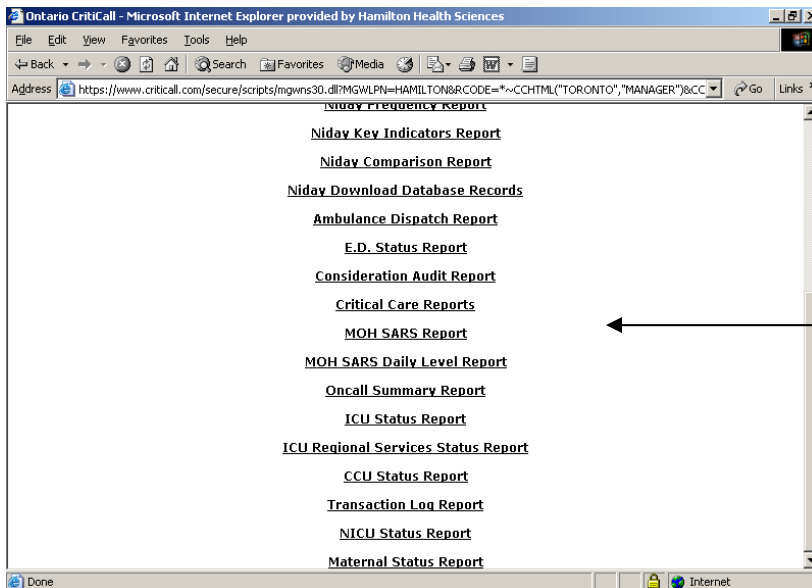 Ontario CritiCall - Microsoft Internet Explorer provided by Hamilton Health Sciences
File Edit View Favorites Tools Help
Back Search Favorites Media
Address https://www.criticall.com/secure/scripts/mgwns30.dll?MGWLPN=HAMILTON&RCODE=*~CCHTML("TORONTO","MANAGER")&CC Go Links
Niday Frequency Report
Niday Key Indicators Report
Niday Comparison Report
Niday Download Database Records
Ambulance Dispatch Report
E.D. Status Report
Consideration Audit Report
Critical Care Reports
MOH SARS Report
MOH SARS Daily Level Report
Oncall Summary Report
ICU Status Report
ICU Regional Services Status Report
CCU Status Report
Transaction Log Report
NICU Status Report
Maternal Status Report
Done Internet